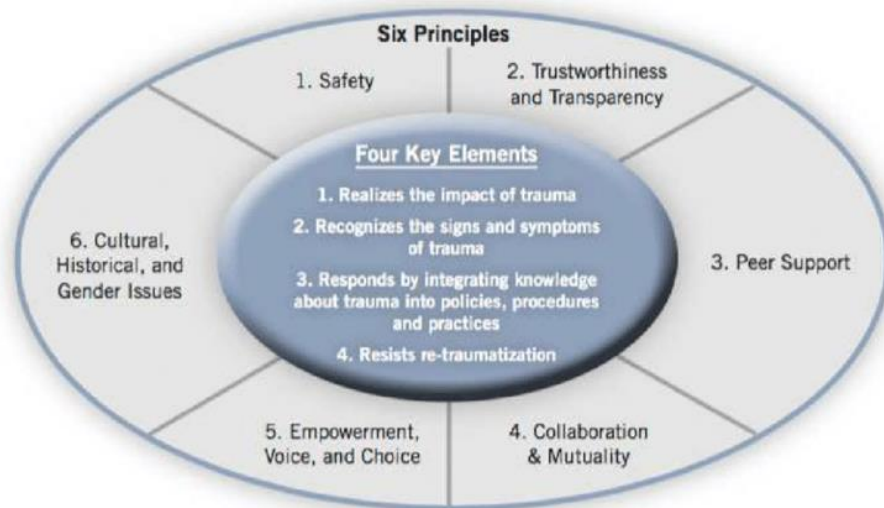 Six Principles
1. Safety
2. Trustworthiness
and Transparency
Four Key Elements
1. Realizes the impact of trauma
2. Recognizes the signs and symptoms
of trauma
3. Responds by integrating knowledge
about trauma into policies, procedures
and practices
4. Resists re-traumatization
3. Peer Support
4. Collaboration
& Mutuality
5. Empowerment,
Voice, and Choice
6. Cultural,
Historical, and
Gender Issues